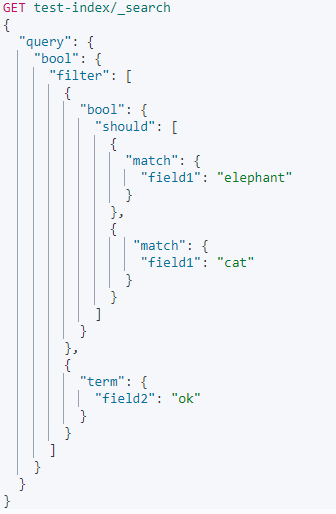 GET test-index/_search
{
  "query": {
    "bool": {
      "filter": [
        {
          "bool": {
            "should": [
              {
                "match": {
                  "field1": "elephant"
                }
              },
              {
                "match": {
                  "field1": "cat"
                }
              }
            ]
          }
        },
        {
          "term": {
            "field2": "ok"
          }
        }
      ]
    }
  }
}